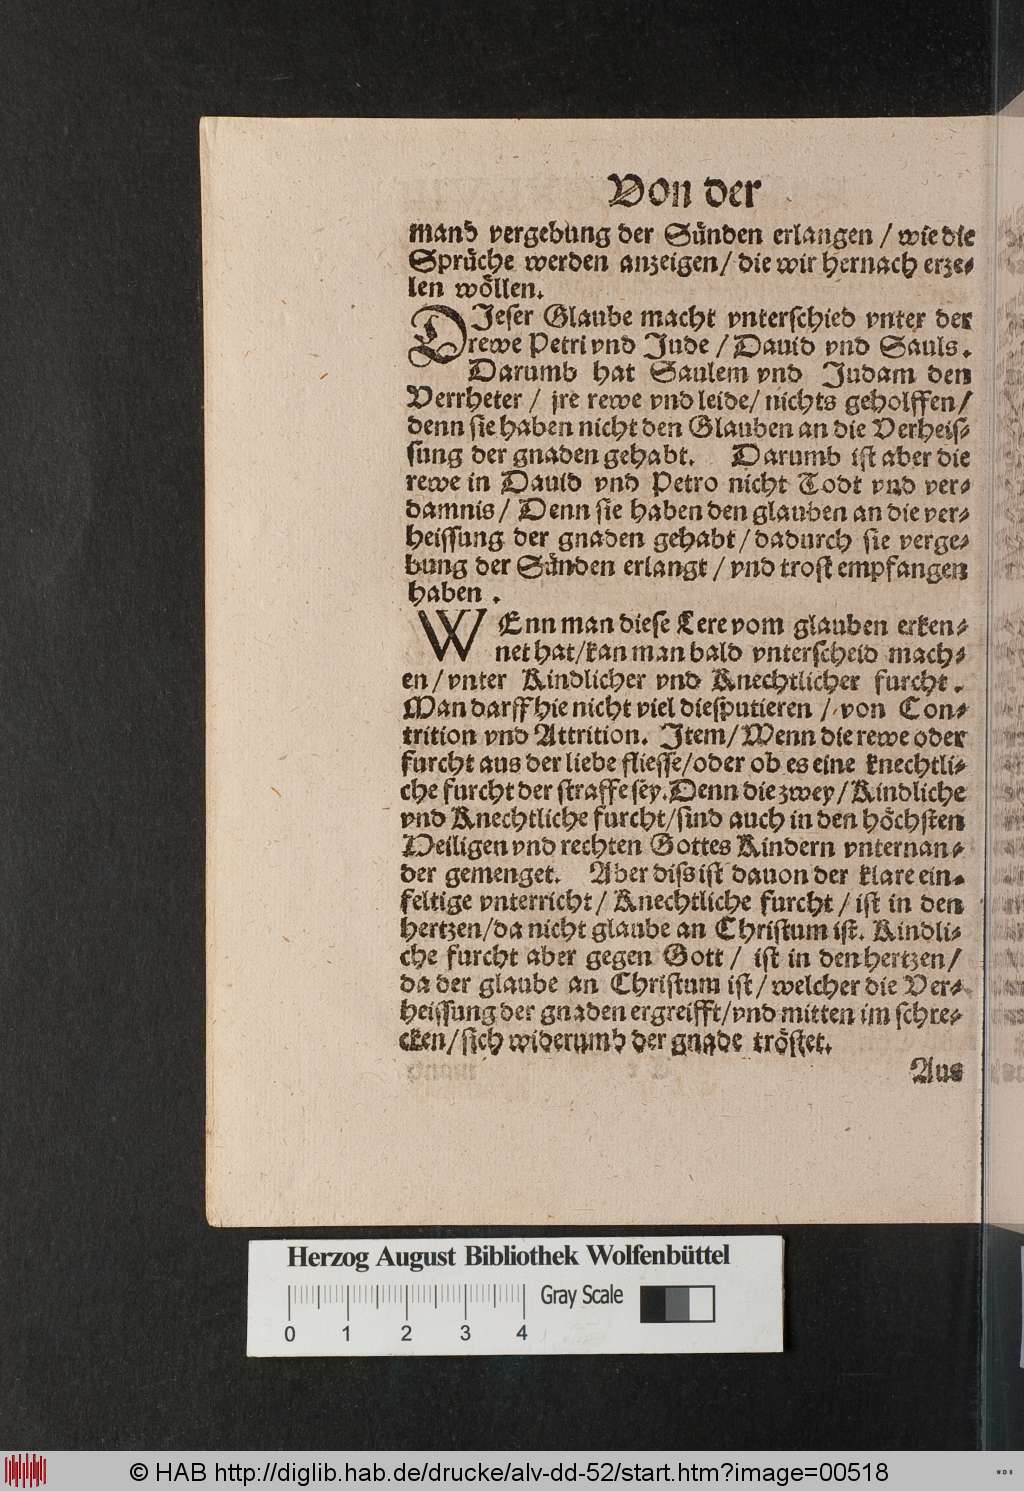 Von der
mand vergebung der Sünden erlangen / wie die
Sprüche werden anzeigen / die wir hernach erze-
len wöllen.
DJeser Glaube macht vnterschied vnter der
rewe Petri vnd Jude / Dauid vnd Sauls.
Darumb hat Saulem vnd Judam den
Verrheter / jre rewe vnd leide / nichts geholffen /
denn sie haben nicht den Glauben an die Verheis-
sung der gnaden gehabt. Darumb ist aber die
rewe in Dauid vnd Petro nicht Todt vnd ver-
damnis / Denn sie haben den glauben an die ver-
heissung der gnaden gehabt / dadurch sie verge-
bung der Sünden erlangt / vnd trost empfangen
haben.
WEnn man diese Lere vom glauben erken-
net hat / kan man bald vnterscheid mach-
en / vnter Kindlicher vnd Knechtlicher furcht.
Man darff hie nicht viel diesputieren / von Con-
trition vnd Attrition. Jtem / Wenn die rewe oder
furcht aus der liebe fliesse / oder ob es eine knechtli-
che furcht der straffe sey. Denn die zwey / Kindliche
vnd Knechtliche furcht / sind auch in den höchsten
Heiligen vnd rechten Gottes Kindern vnternan-
der gemenget. Aber diss ist dauon der klare ein-
feltige vnterricht / Knechtliche furcht / ist in den
hertzen / da nicht glaube an Christum ist. Kindli-
che furcht aber gegen Gott / ist in den hertzen /
da der glaube an Christum ist / welcher die Ver-
heissung der gnaden ergreifft / vnd mitten im schre-
cken / sich widerumb der gnade tröstet.
Aus
Herzog August Bibliothek Wolfenbüttel
Gray Scale
0 1 2 3 4
© HAB http://diglib.hab.de/drucke/alv-dd-52/start.htm?image=00518